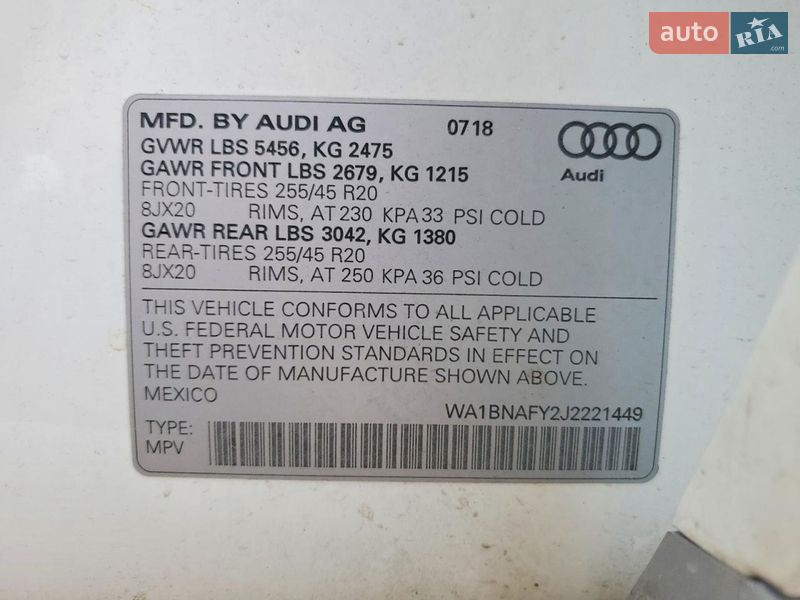 auto RIA
.com
MFD. BY AUDI AG 0718
GVWR LBS 5456, KG 2475
GAWR FRONT LBS 2679, KG 1215
FRONT-TIRES 255/45 R20
8JX20 RIMS, AT 230 KPA 33 PSI COLD
GAWR REAR LBS 3042, KG 1380
REAR-TIRES 255/45 R20
8JX20 RIMS, AT 250 KPA 36 PSI COLD
Audi
THIS VEHICLE CONFORMS TO ALL APPLICABLE
U.S. FEDERAL MOTOR VEHICLE SAFETY AND
THEFT PREVENTION STANDARDS IN EFFECT ON
THE DATE OF MANUFACTURE SHOWN ABOVE.
MEXICO
WA1BNAFY2J2221449
TYPE:
MPV